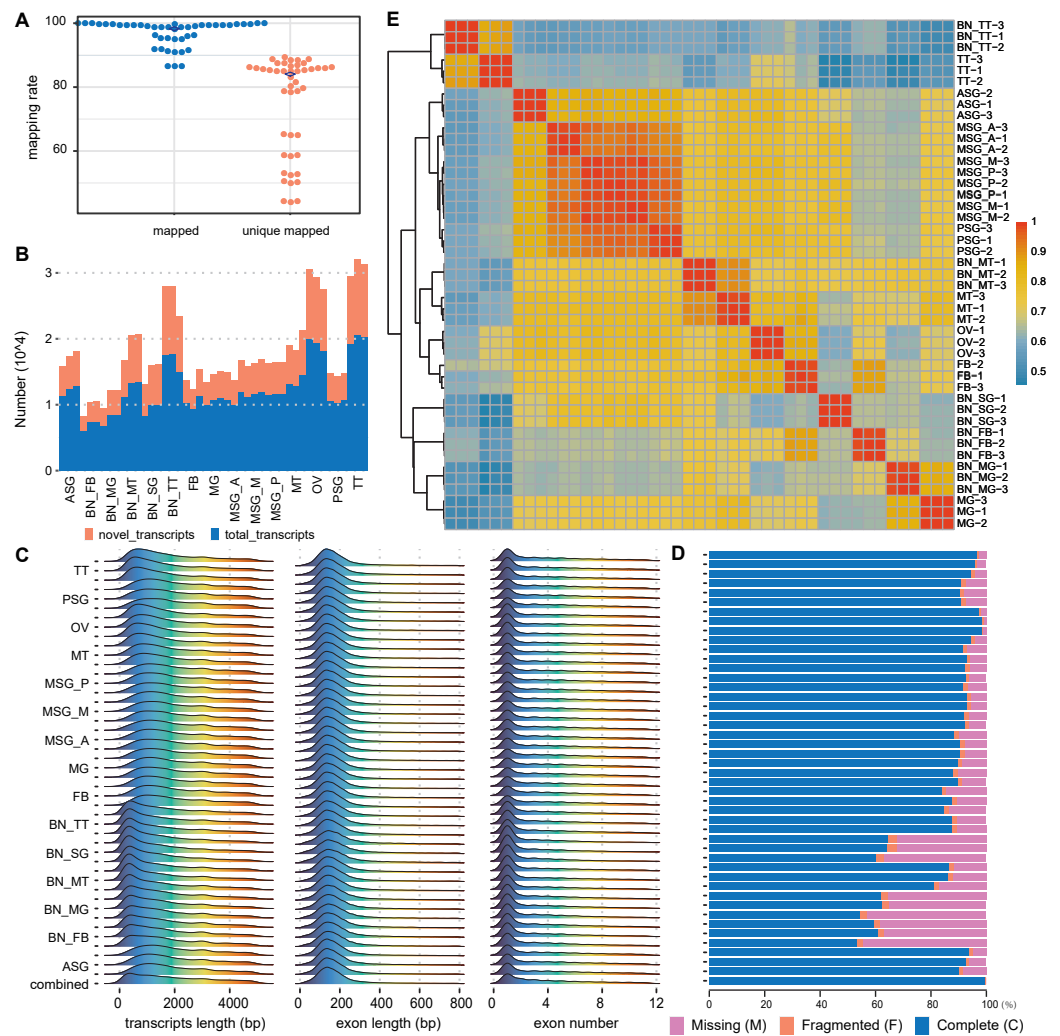 A
100
80
60
mapping rate
mapped
unique mapped
B
3
2
1
0
Number (10^4)
ASG
BN_FB
BN_MG
BN_MT
BN_SG
BN_TT
FB
MG
MSG_A
MSG_M
MSG_P
MT
OV
PSG
TT
novel_transcripts
total_transcripts
E
BN_TT-3
BN_TT-1
BN_TT-2
TT-3
TT-1
TT-2
ASG-2
ASG-1
ASG-3
MSG_A-3
MSG_A-1
MSG_A-2
MSG_M-3
MSG_P-3
MSG_P-2
MSG_P-1
MSG_M-1
MSG_M-2
PSG-3
PSG-1
PSG-2
BN_MT-1
BN_MT-2
BN_MT-3
MT-3
MT-1
MT-2
OV-1
OV-2
OV-3
FB-2
FB-1
FB-3
BN_SG-1
BN_SG-2
BN_SG-3
BN_FB-1
BN_FB-2
BN_FB-3
BN_MG-1
BN_MG-2
BN_MG-3
MG-3
MG-1
MG-2
1
0.9
0.8
0.7
0.6
0.5
C
TT
PSG
OV
MT
MSG_P
MSG_M
MSG_A
MG
FB
BN_TT
BN_SG
BN_MT
BN_MG
BN_FB
ASG
combined
0 2000 4000
transcripts length (bp)
0 200 400 600 800
exon length (bp)
0 4 8 12
exon number
D
0 20 40 60 80 100 (%)
Missing (M)
Fragmented (F)
Complete (C)